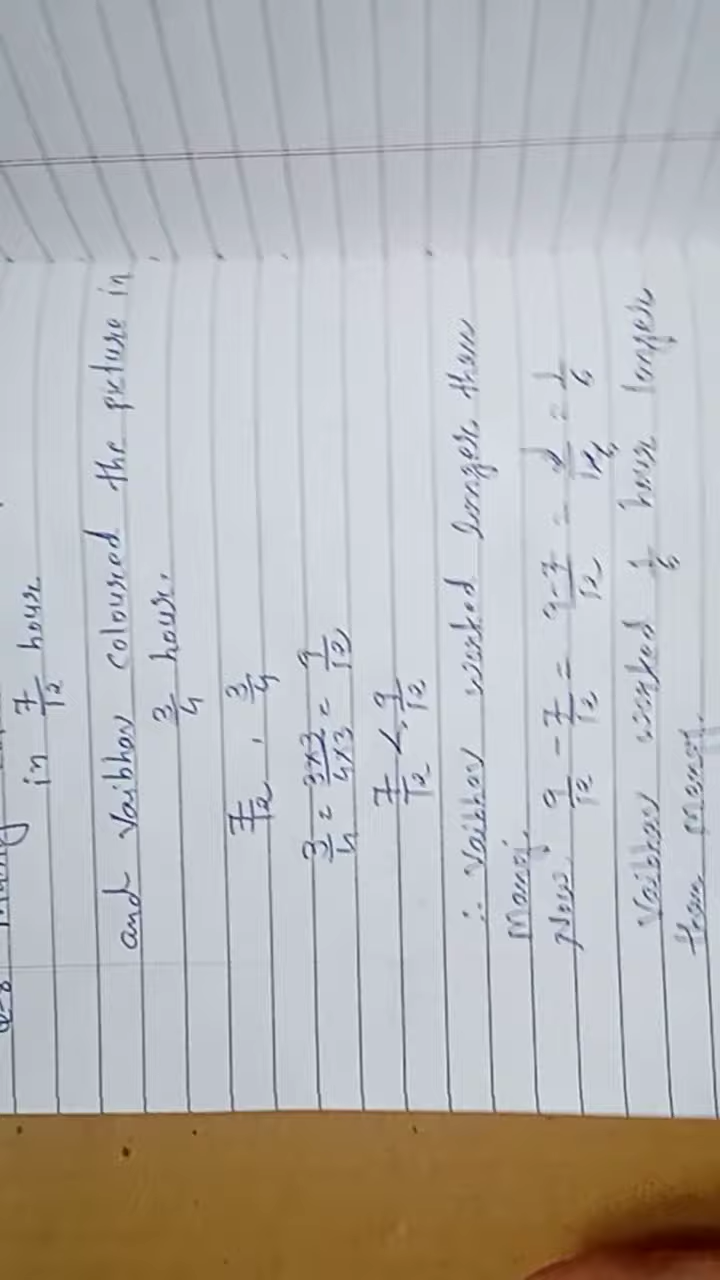 in 7/12 hour
and Vaibhav coloured the picture in
3/4 hour.
7/12 , 3/4
3/4 = 3×3/4×3 = 9/12
7/12 < 9/12
∴ Vaibhav worked longer than
Manoj.
Now, 9/12 - 7/12 = 9-7/12 = 2/12 6 = 1/6
Vaibhav worked 1/6 hour longer
than Manoj.